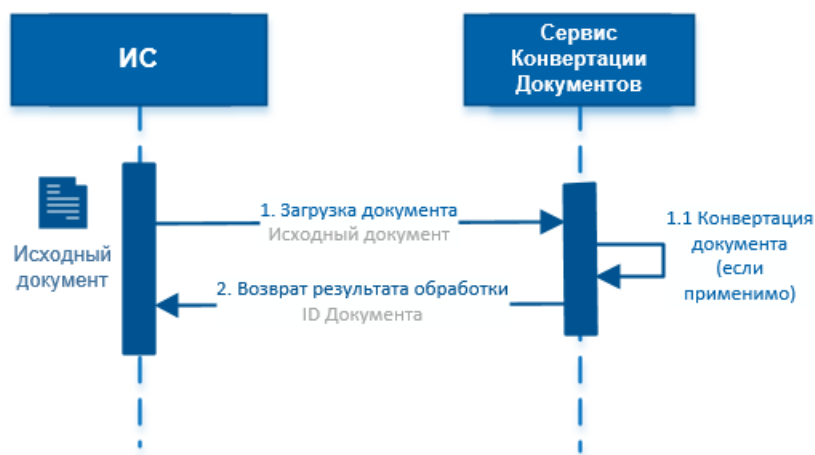 ИС
Сервис
Конвертации
Документов
Исходный
документ
1. Загрузка документа
Исходный документ
1.1 Конвертация
документа
(если
применимо)
2. Возврат результата обработки
ID Документа